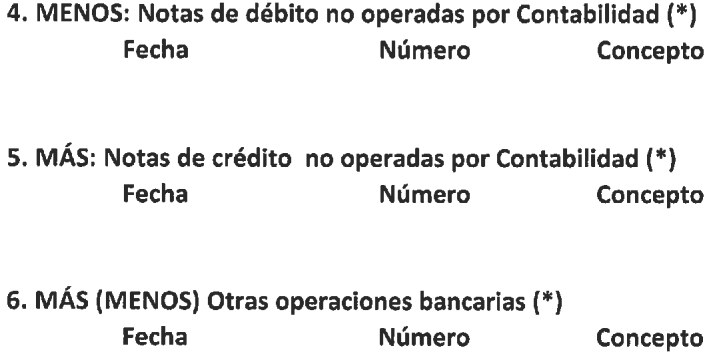 4. MENOS: Notas de débito no operadas por Contabilidad (*)
Fecha Número Concepto
5. MÁS: Notas de crédito no operadas por Contabilidad (*)
Fecha Número Concepto
6. MÁS (MENOS) Otras operaciones bancarias (*)
Fecha Número Concepto